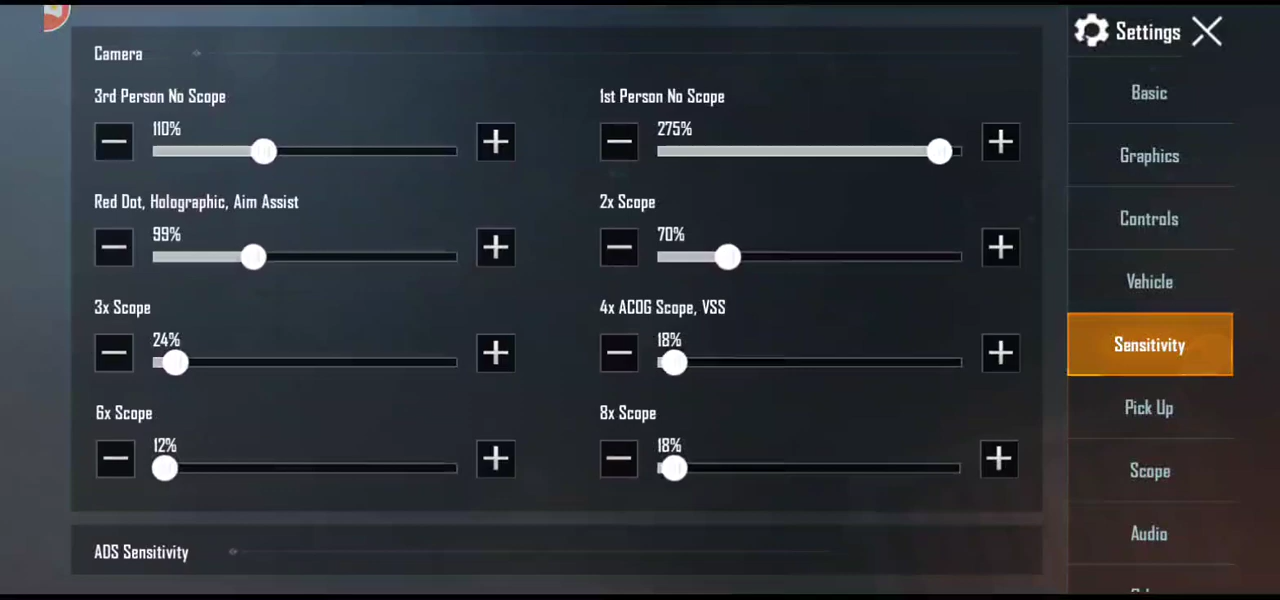 Camera
3rd Person No Scope
110%
1st Person No Scope
275%
Red Dot, Holographic, Aim Assist
99%
2x Scope
70%
3x Scope
24%
4x ACOG Scope, VSS
18%
6x Scope
12%
8x Scope
18%
ADS Sensitivity
Settings
Basic
Graphics
Controls
Vehicle
Sensitivity
Pick Up
Scope
Audio